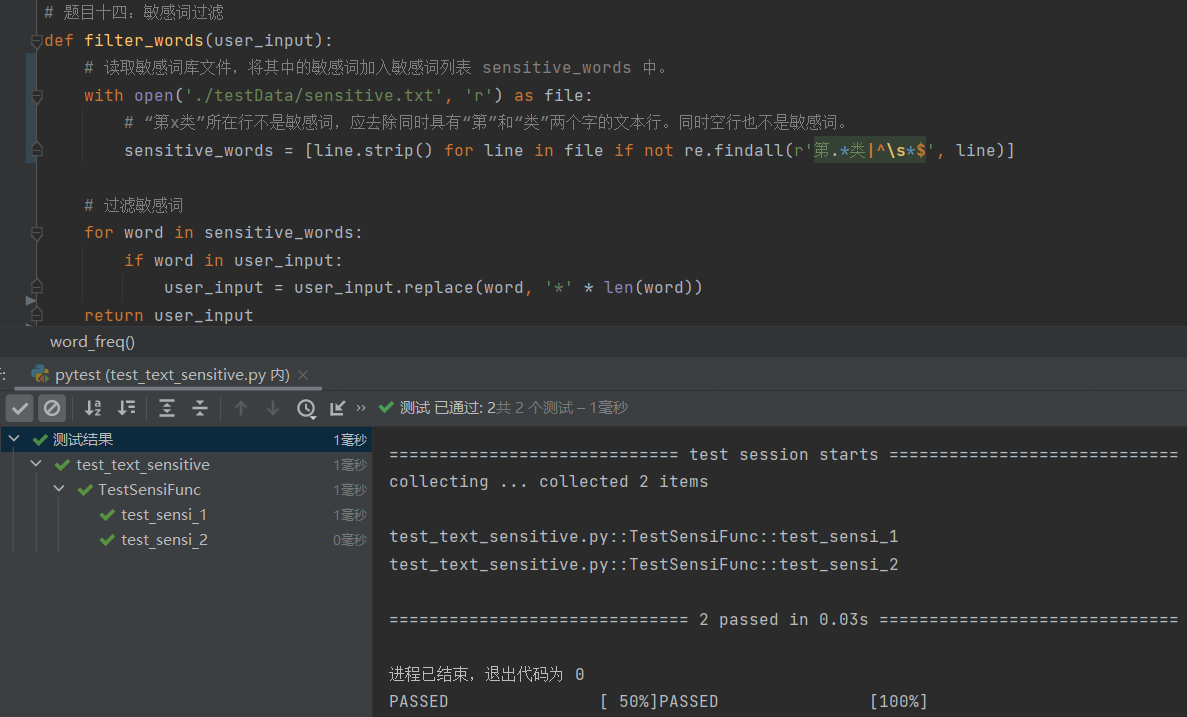 # 题目十四：敏感词过滤
def filter_words(user_input):
# 读取敏感词库文件，将其中的敏感词加入敏感词列表 sensitive_words 中。
with open('./testData/sensitive.txt', 'r') as file:
# “第x类”所在行不是敏感词，应去除同时具有“第”和“类”两个字的文本行。同时空行也不是敏感词。
sensitive_words = [line.strip() for line in file if not re.findall(r'第.*类|^\s*$', line)]
# 过滤敏感词
for word in sensitive_words:
if word in user_input:
user_input = user_input.replace(word, '*' * len(word))
return user_input
word_freq()
pytest (test_text_sensitive.py 内)
测试 已通过: 2共 2 个测试 – 1毫秒
测试结果 1毫秒
test_text_sensitive 1毫秒
TestSensiFunc 1毫秒
test_sensi_1 1毫秒
test_sensi_2 0毫秒
============================= test session starts =============================
collecting ... collected 2 items
test_text_sensitive.py::TestSensiFunc::test_sensi_1
test_text_sensitive.py::TestSensiFunc::test_sensi_2
============================== 2 passed in 0.03s ==============================
进程已结束，退出代码为 0
PASSED [ 50%]PASSED [100%]